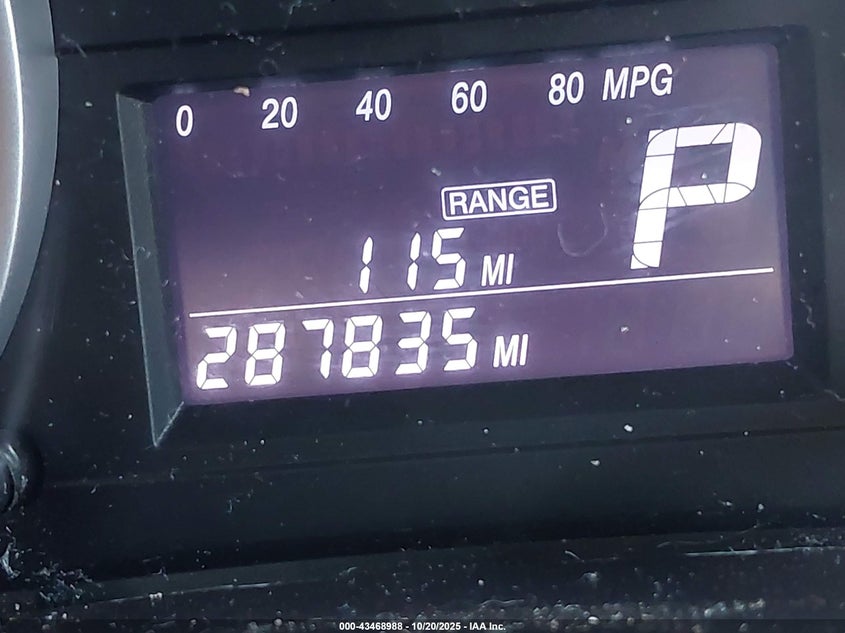 0 20 40 60 80 MPG
P
RANGE
115 MI
287835 MI
000-43468988 - 10/20/2025 - IAA Inc.